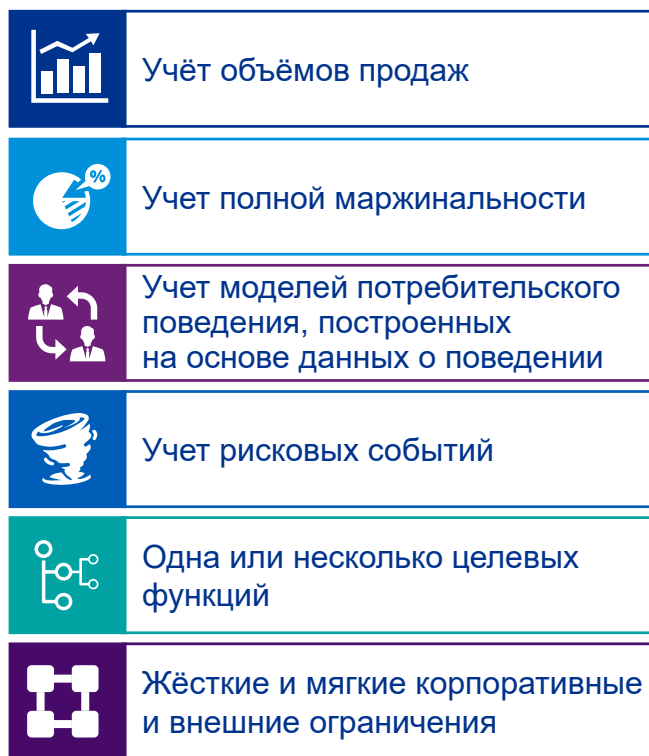 Учёт объёмов продаж
%
Учет полной маржинальности
Учет моделей потребительского
поведения, построенных
на основе данных о поведении
Учет рисковых событий
Одна или несколько целевых
функций
Жёсткие и мягкие корпоративные
и внешние ограничения